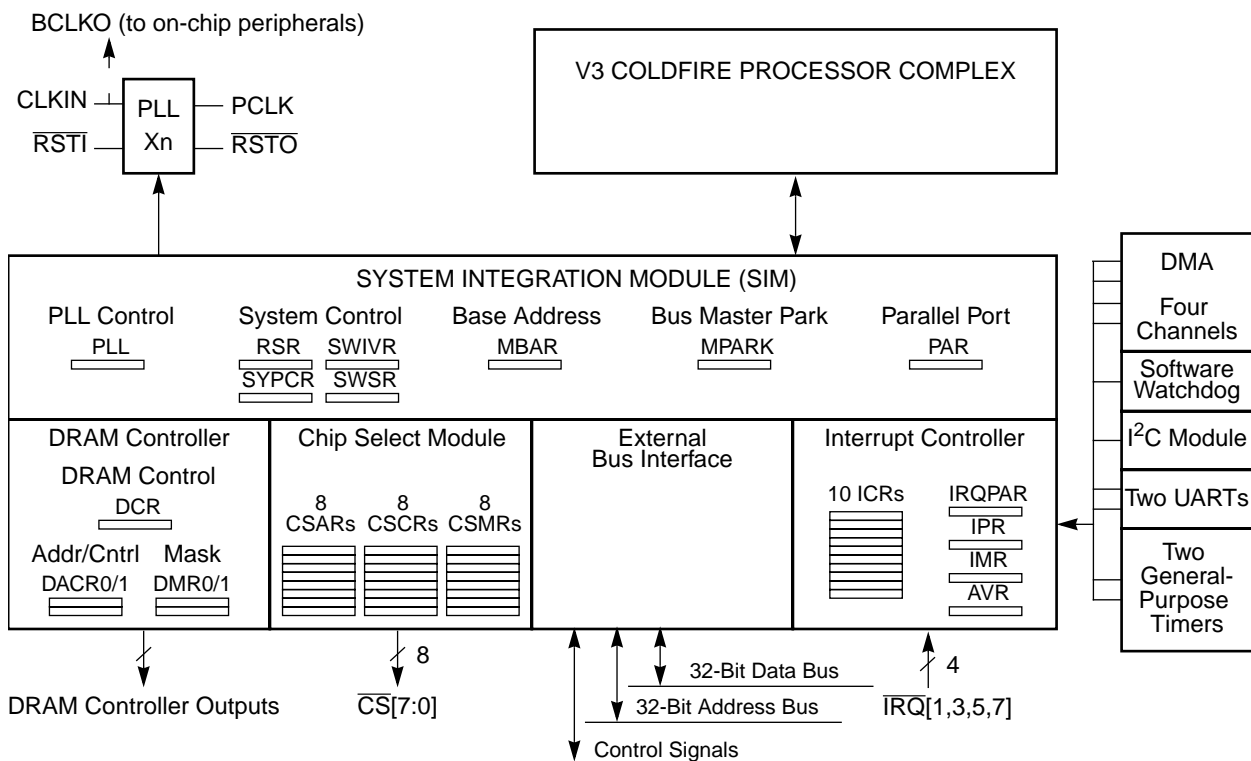 BCLKO (to on-chip peripherals)
CLKIN
PLL
Xn
PCLK
RSTI
RSTO
V3 COLDFIRE PROCESSOR COMPLEX
SYSTEM INTEGRATION MODULE (SIM)
PLL Control
PLL
System Control
RSR
SWIVR
SYPCR
SWSR
Base Address
MBAR
Bus Master Park
MPARK
Parallel Port
PAR
DMA
Four
Channels
Software
Watchdog
I2C Module
Two UARTs
Two
General-
Purpose
Timers
DRAM Controller
DRAM Control
DCR
Addr/Cntrl
DACR0/1
Mask
DMR0/1
Chip Select Module
8
CSARs
8
CSCRs
8
CSMRs
External
Bus Interface
Interrupt Controller
10 ICRs
IRQPAR
IPR
IMR
AVR
DRAM Controller Outputs
8
CS[7:0]
32-Bit Data Bus
32-Bit Address Bus
Control Signals
4
IRQ[1,3,5,7]